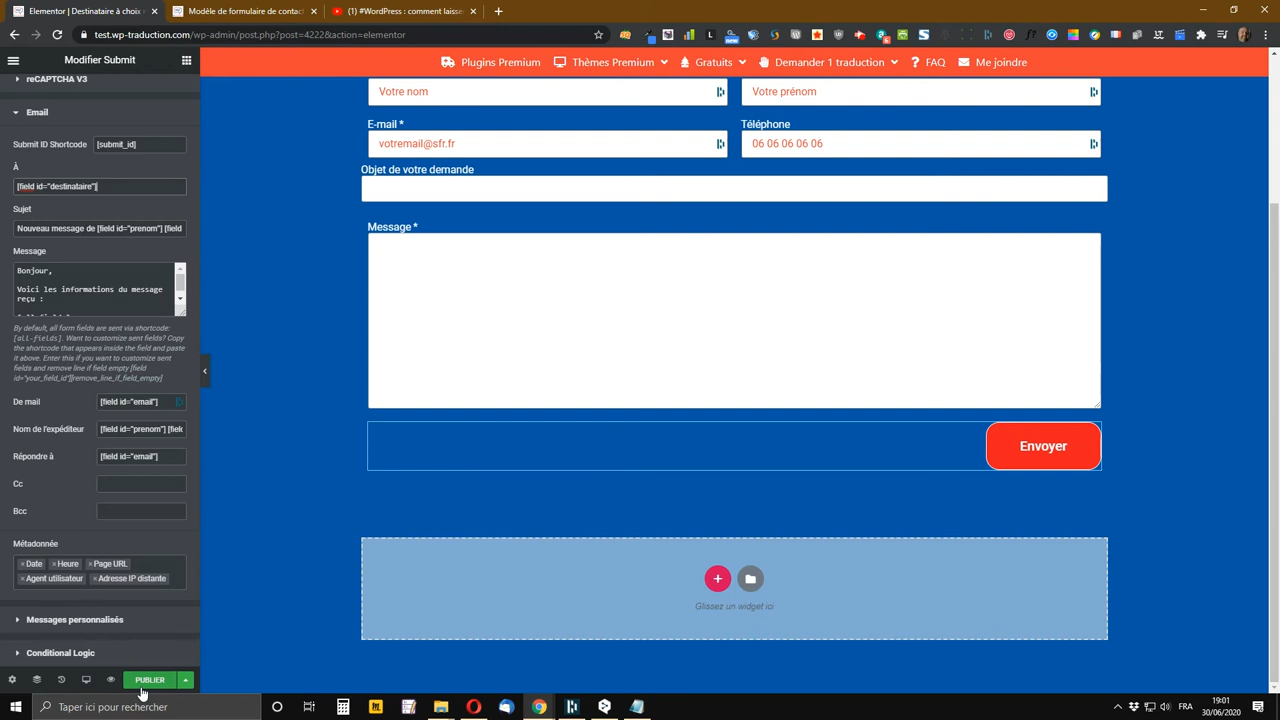 Elementor | Destinataire à choix
Modèle de formulaire de contac
(1) WordPress - comment laisse
test.wp-traduction.com/wp-admin/post.php?post=4222&action=elementor
Modifier Submit
Plugins Premium
Thèmes Premium
Gratuits
Demander 1 traduction
FAQ
Me joindre
reCAPTCHA V3
Votre nom
Votre prénom
Email
E-mail *
Téléphone
Submit ID Shortcode
[submit_id]
votremail@sfr.fr
06 06 06 06 06
A
Objet de votre demande
[field id="destinataire"]
Sujet
Nouveau message de [field id="prenom"] [field
Message *
Message
Bonjour,
Voici les informations du message
reçu :
By default, all form fields are sent via shortcode:
[all-fields]. Want to customize sent fields? Copy
the shortcode that appears inside the field and paste
it above. Enter this if you want to customize sent
fields and remove line if field empty [field
id="your_field_id"][remove_line_if_field_empty]
De mail
[field id="email"]
Nom de l'expéditeur
[field id="prenom"] [fielc
Envoyer
Répondre à
[field id="email"]
Cc
Bcc
Métadonnée
× Date
× Heure
× Page URL
× Agent utilisateur
× Adresse IP distante
Glissez un widget ici
Messages personnalisés
Conditional Logic
PUBLIER
Taper ici pour rechercher
FRA
19:01
30/06/2020